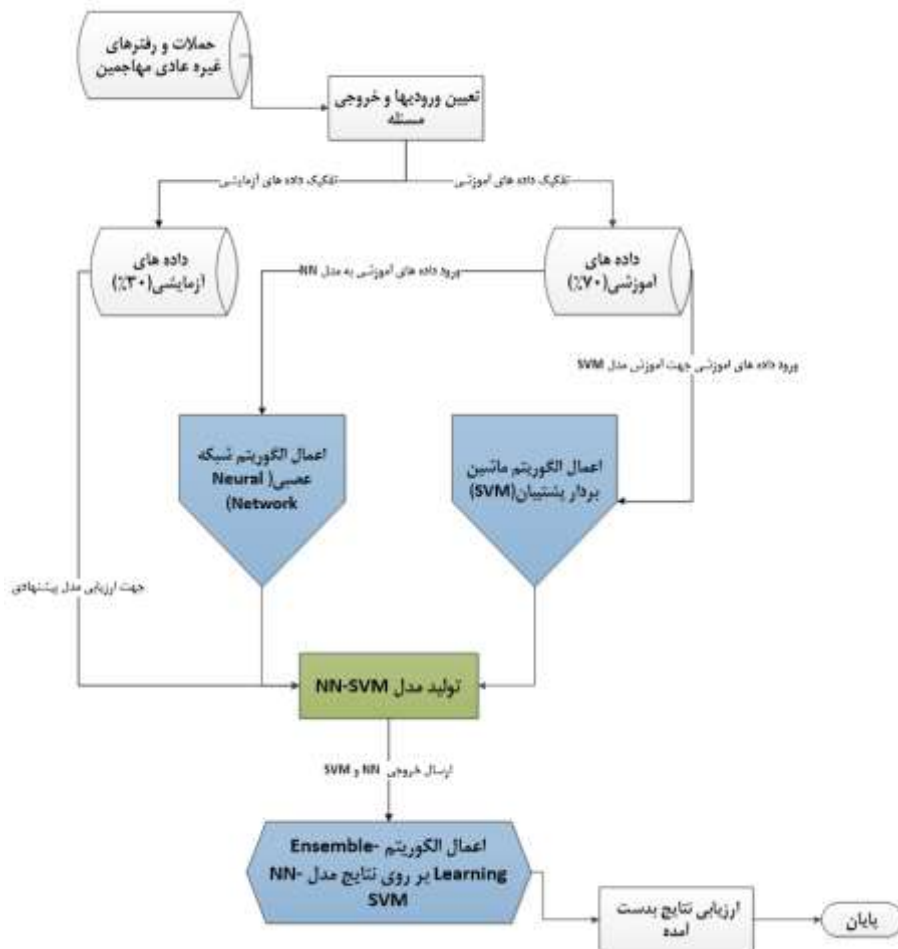 حملات و رفترهای
غیره عادی مهاجمین
تعیین ورودیها و خروجی
مسئله
تفکیک داده های آموزشی
تفکیک داده های آزمایشی
داده های
آموزشی(۷۰٪)
داده های
آزمایشی(۳۰٪)
ورود داده های آموزشی به مدل NN
ورود داده های آموزشی جهت آموزش مدل SVM
اعمال الگوریتم ماشین
بردار پشتیبان(SVM)
اعمال الگوریتم شبکه
عصبی( Neural
Network)
جهت ارزیابی مدل پیشنهادی
تولید مدل NN-SVM
ارسال خروجی NN و SVM
اعمال الگوریتم Ensemble-
Learning بر روی نتایج مدل NN-
SVM
ارزیابی نتایج بدست
آمده
پایان